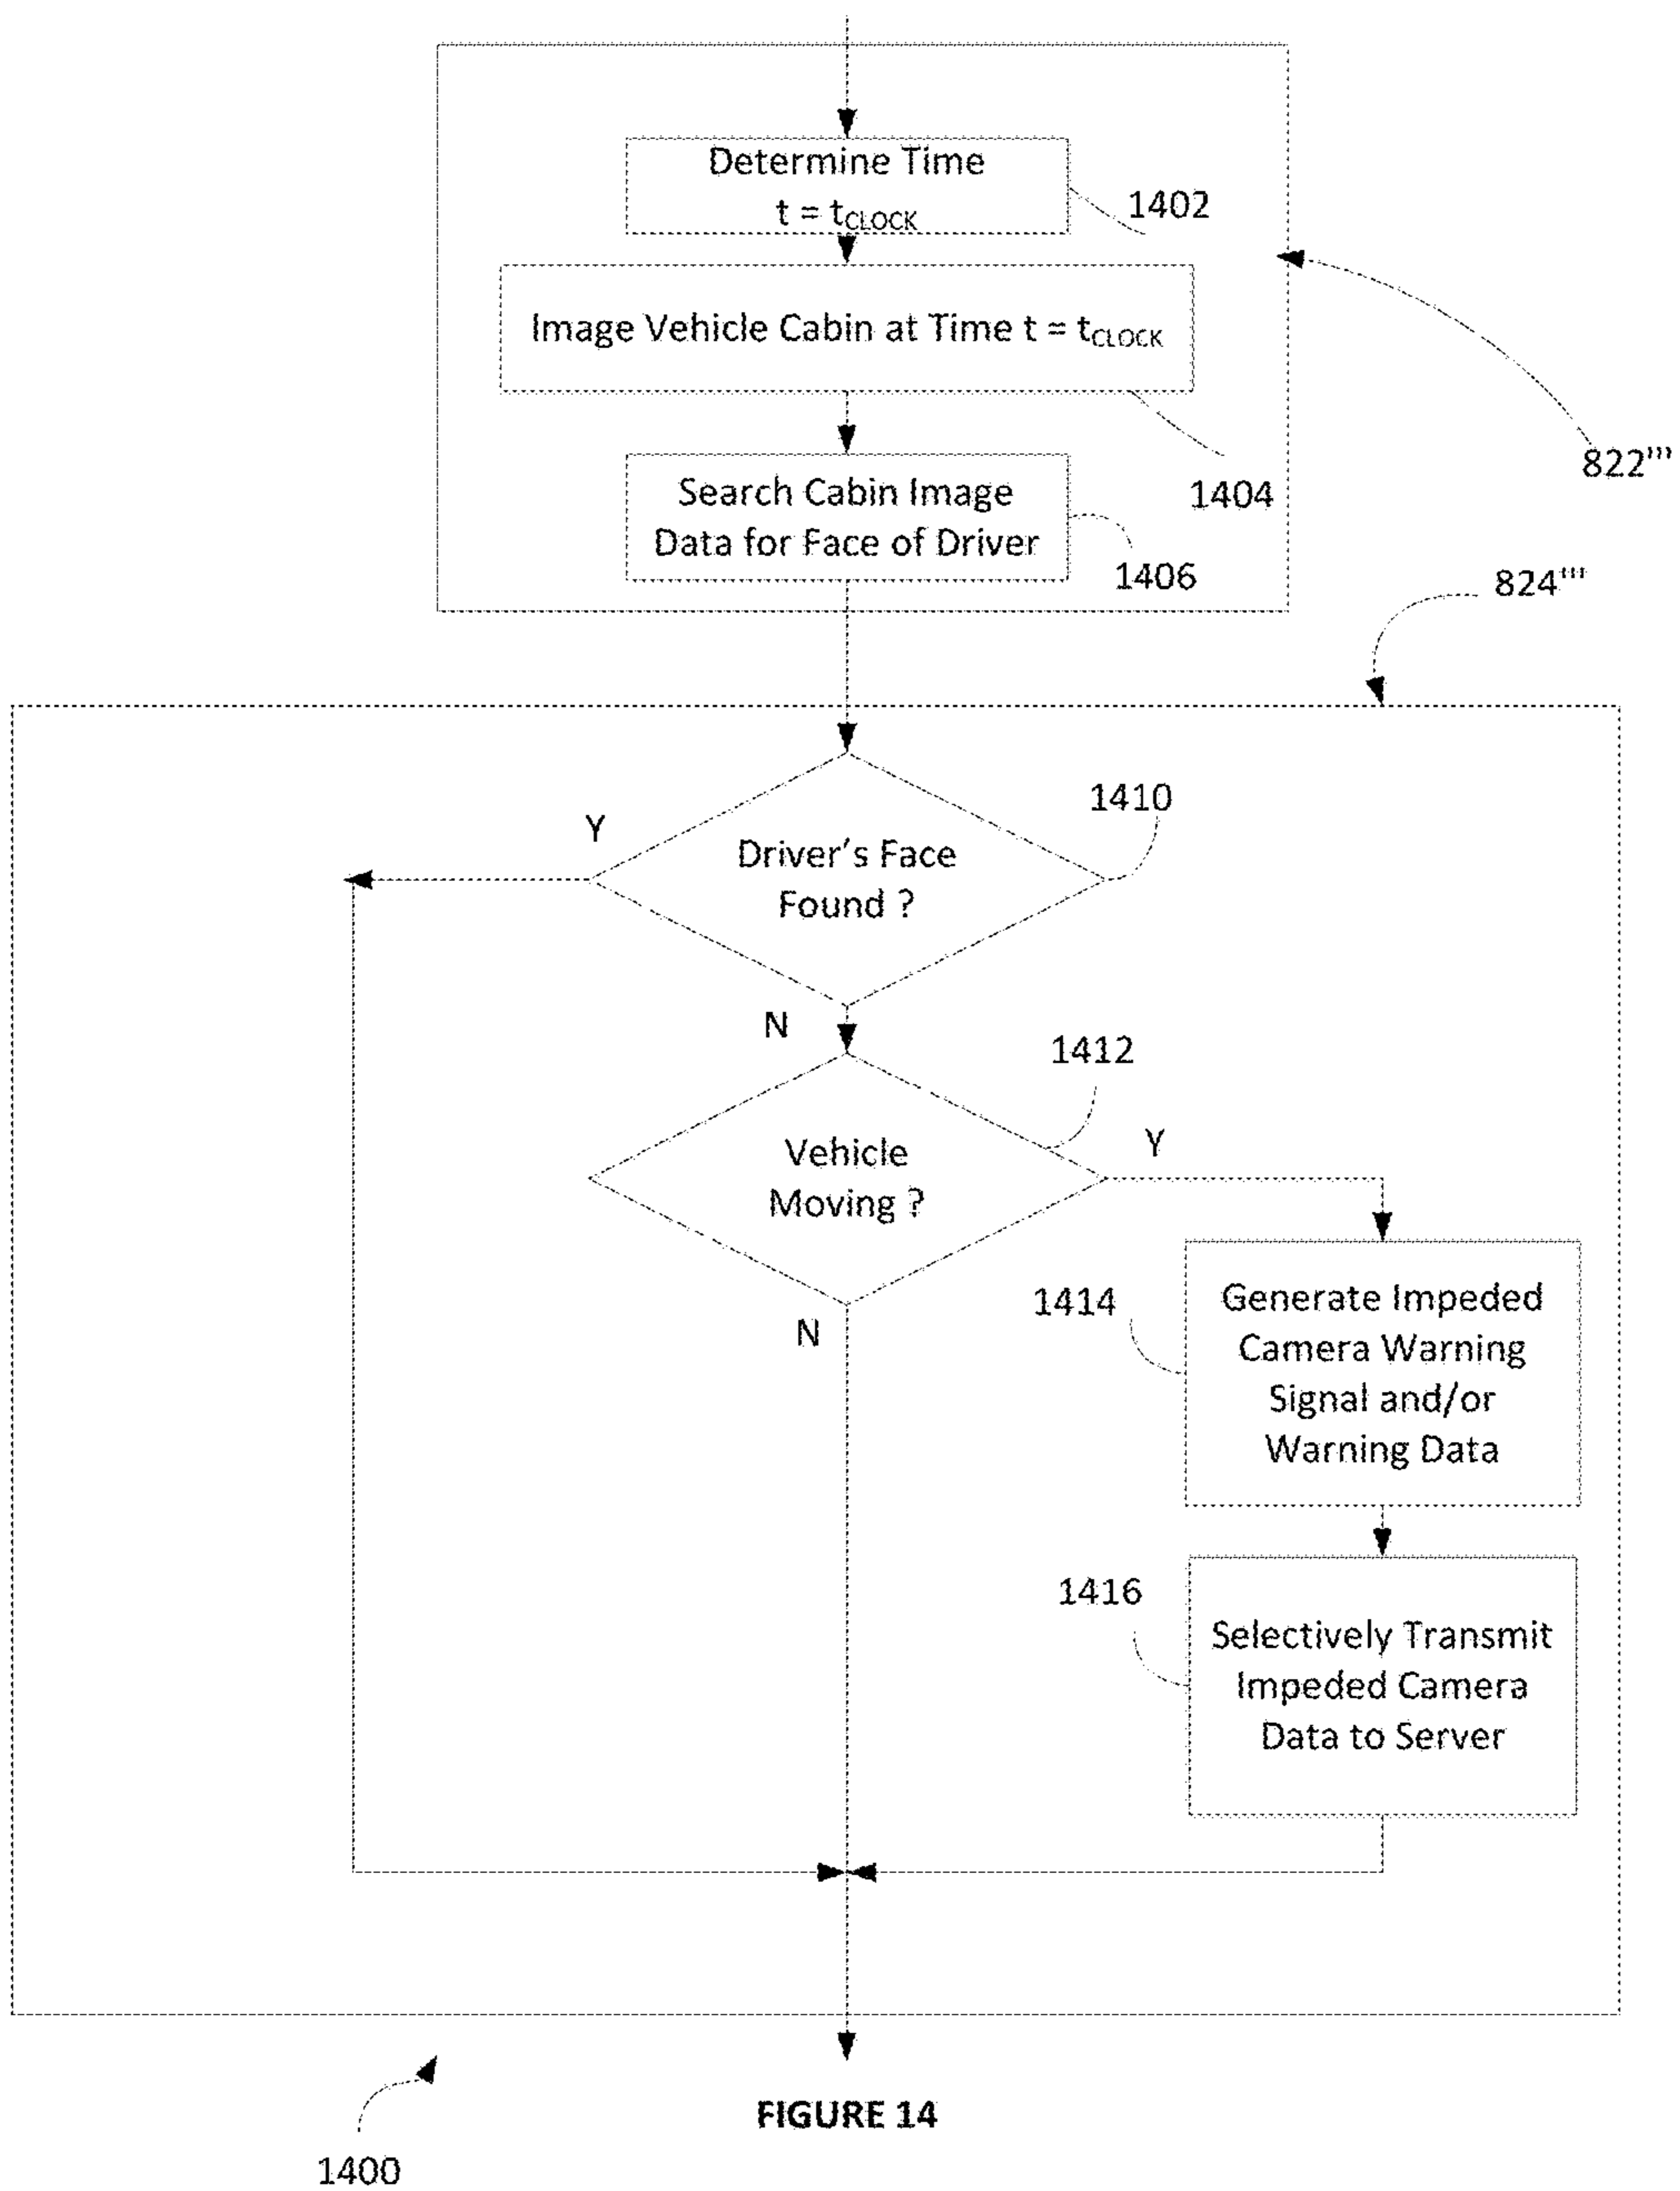 Determine Time
t = tCLOCK
1402
Image Vehicle Cabin at Time t = tCLOCK
1404
822'''
Search Cabin Image
Data for Face of Driver
1406
824'''
1410
Y
Driver's Face
Found ?
N
1412
Vehicle
Moving ?
Y
N
1414
Generate Impeded
Camera Warning
Signal and/or
Warning Data
1416
Selectively Transmit
Impeded Camera
Data to Server
FIGURE 14
1400